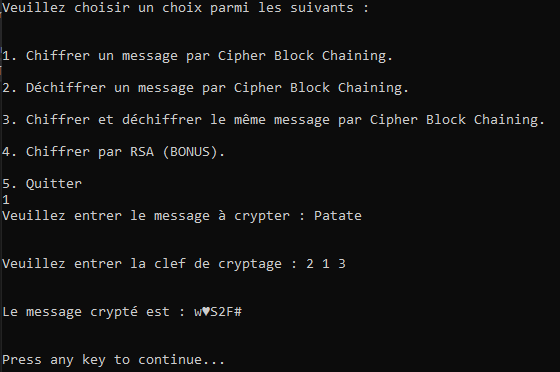 Veuillez choisir un choix parmi les suivants :
1. Chiffrer un message par Cipher Block Chaining.
2. Déchiffrer un message par Cipher Block Chaining.
3. Chiffrer et déchiffrer le même message par Cipher Block Chaining.
4. Chiffrer par RSA (BONUS).
5. Quitter
1
Veuillez entrer le message à crypter : Patate
Veuillez entrer la clef de cryptage : 2 1 3
Le message crypté est : w♥S2F#
Press any key to continue...